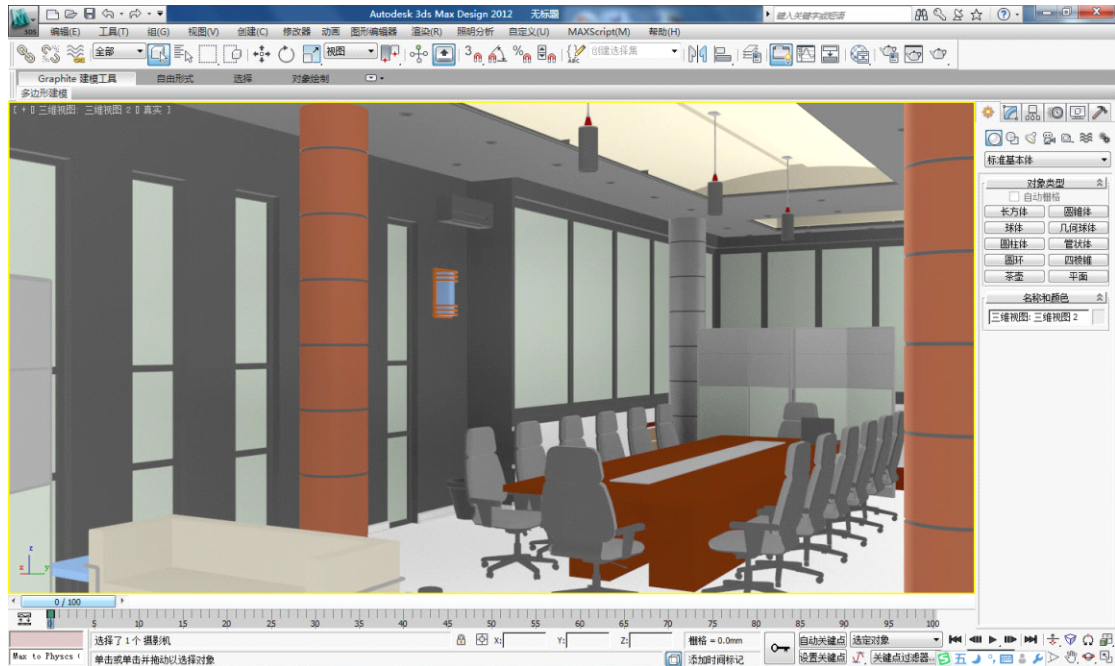 Autodesk 3ds Max Design 2012 无标题
键入关键字或短语
3DS 编辑(E) 工具(T) 组(G) 视图(V) 创建(C) 修改器 动画 图形编辑器 渲染(R) 照明分析 自定义(U) MAXScript(M) 帮助(H)
全部 视图 创建选择集
Graphite 建模工具 自由形式 选择 对象绘制
多边形建模
[ + 三维视图: 三维视图 2 真实 ]
标准基本体
对象类型
自动栅格
长方体 圆锥体
球体 几何球体
圆柱体 管状体
圆环 四棱锥
茶壶 平面
名称和颜色
三维视图: 三维视图 2
z
x y
0 / 100
0 5 10 15 20 25 30 35 40 45 50 55 60 65 70 75 80 85 90 95 100
选择了 1 个 摄影机 X: Y: Z: 栅格 = 0.0mm 自动关键点 选定对象
Max to Physcs ( 单击或单击并拖动以选择对象 添加时间标记 设置关键点 关键点过滤器... 五